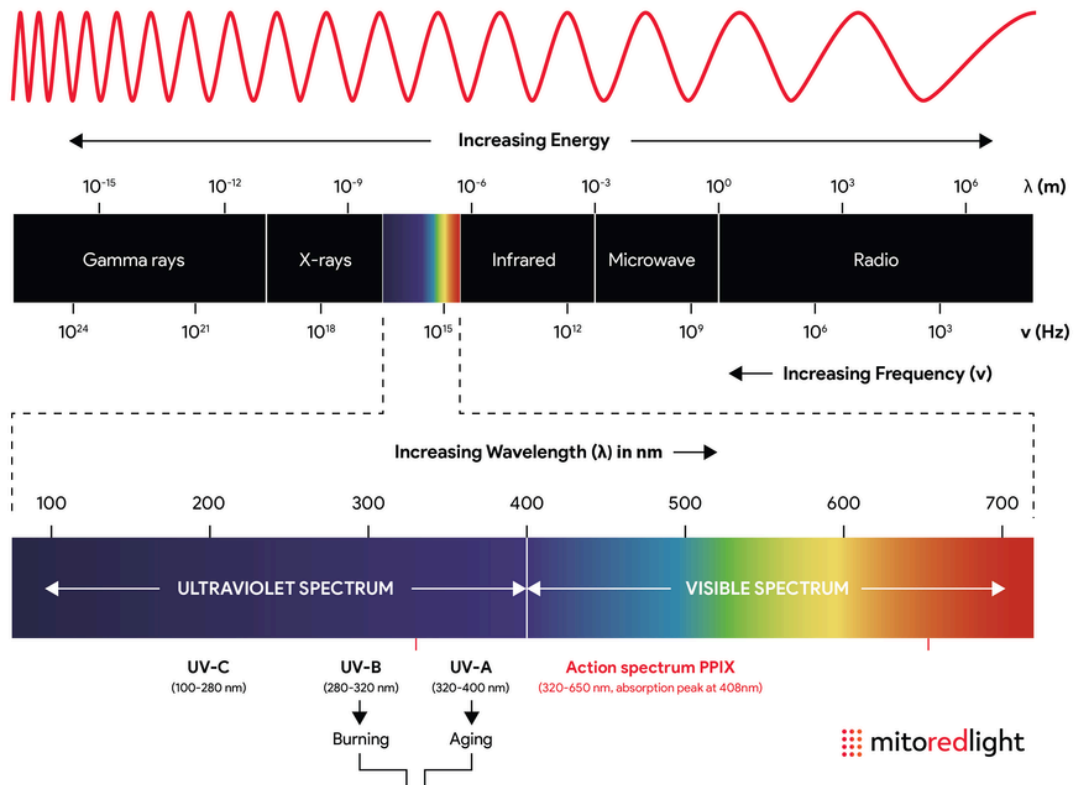 Increasing Energy
10⁻¹⁵ 10⁻¹² 10⁻⁹ 10⁻⁶ 10⁻³ 10⁰ 10³ 10⁶ λ (m)
Gamma rays X-rays Infrared Microwave Radio
10²⁴ 10²¹ 10¹⁸ 10¹⁵ 10¹² 10⁹ 10⁶ 10³ v (Hz)
Increasing Frequency (v)
Increasing Wavelength (λ) in nm
100 200 300 400 500 600 700
ULTRAVIOLET SPECTRUM VISIBLE SPECTRUM
UV-C UV-B UV-A Action spectrum PPIX
(100-280 nm) (280-320 nm) (320-400 nm) (320-650 nm, absorption peak at 408nm)
Burning Aging
mitoredlight